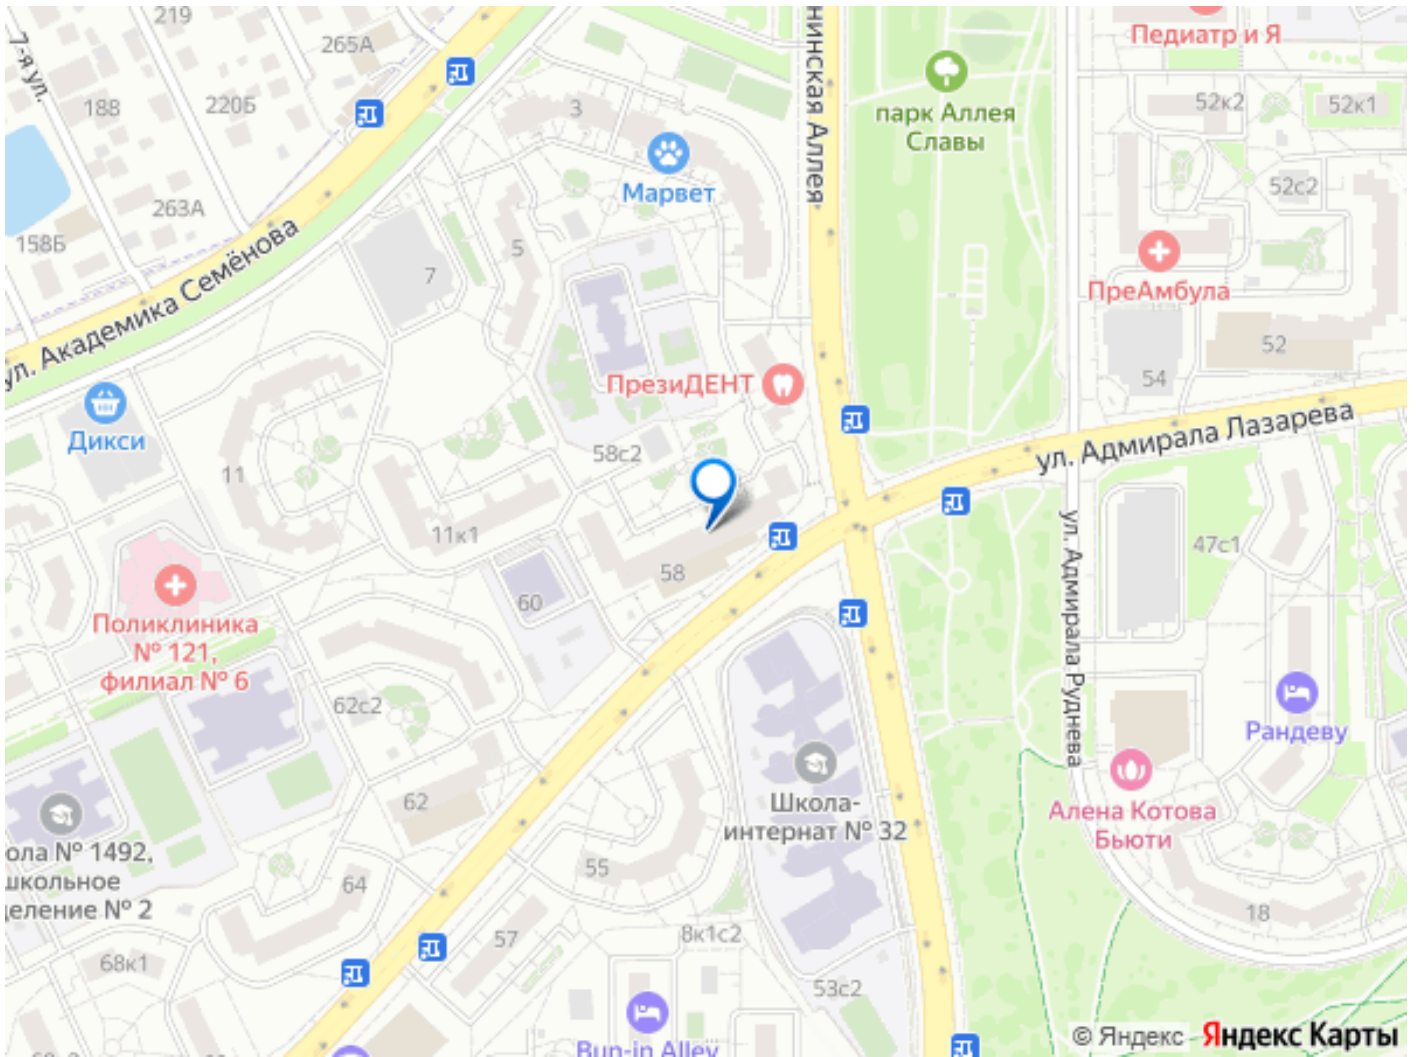 219
7-я ул.
265А
нинская Аллея
Педиатр и Я
188
220Б
3
парк Аллея
Славы
52к2
52к1
Марвет
52с2
263А
158Б
ул. Академика Семёнова
5
7
ПреАмбула
52
54
ПрезиДЕНТ
Дикси
ул. Адмирала Лазарева
58с2
11
11к1
47с1
58
60
ул. Адмирала Руднева
Поликлиника
№ 121,
филиал № 6
62с2
Рандеву
62
Школа-
интернат № 32
Алена Котова
Бьюти
ола № 1492,
школьное
деление № 2
55
64
18
57
8к1с2
68к1
53с2
Run-in Alley
© Яндекс Яндекс Карты